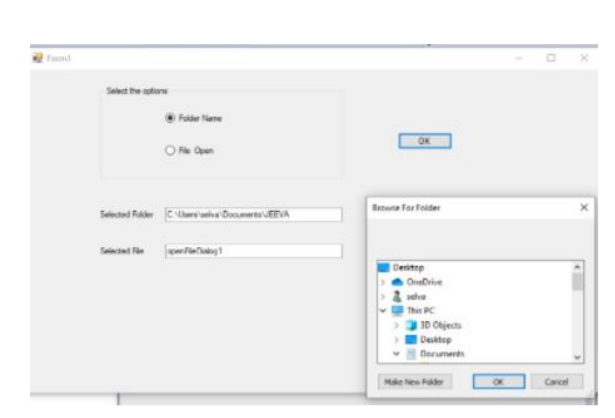 Form1
Select the options
Folder Name
File Open
OK
Selected Folder C:\Users\selva\Documents\JEEVA
Selected File openFileDialog1
Browse For Folder
Desktop
OneDrive
selva
This PC
3D Objects
Desktop
Documents
Make New Folder OK Cancel